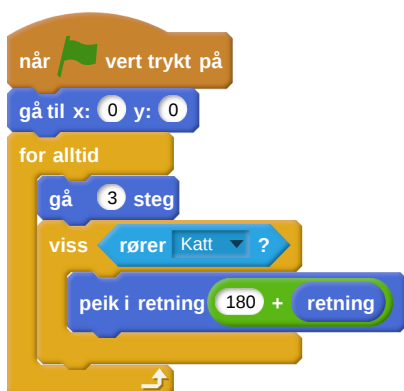 når vert trykt på
gå til x: 0 y: 0
for alltid
gå 3 steg
viss rører Katt ?
peik i retning 180 + retning